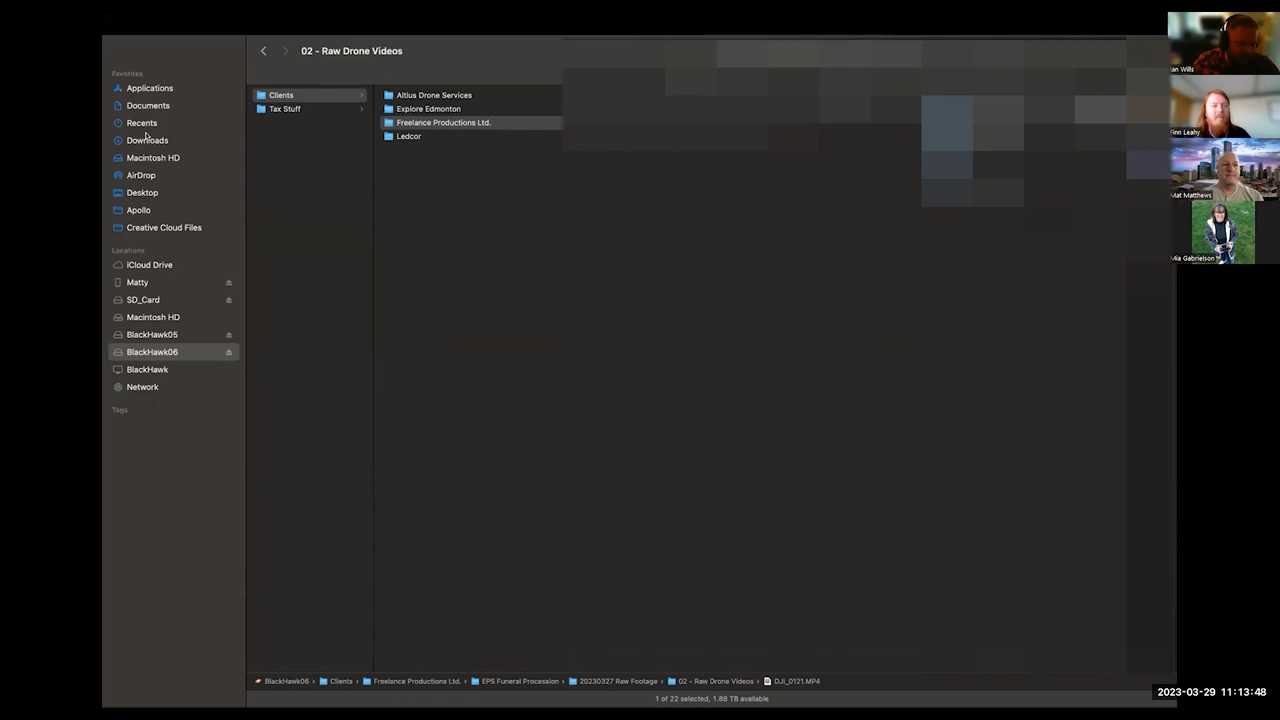 02 - Raw Drone Videos
Favorites
Applications
Documents
Recents
Downloads
Macintosh HD
AirDrop
Desktop
Apollo
Creative Cloud Files
Locations
iCloud Drive
Matty
SD_Card
Macintosh HD
BlackHawk05
BlackHawk06
BlackHawk
Network
Tags
Clients
Tax Stuff
Altius Drone Services
Explore Edmonton
Freelance Productions Ltd.
Ledcor
BlackHawk06 › Clients › Freelance Productions Ltd. › EPS Funeral Procession › 20230327 Raw Footage › 02 - Raw Drone Videos › DJI_0121.MP4
1 of 22 selected, 1.88 TB available
Ian Wills
Finn Leahy
Mat Matthews
Mia Gabrielson
2023-03-29 11:13:48